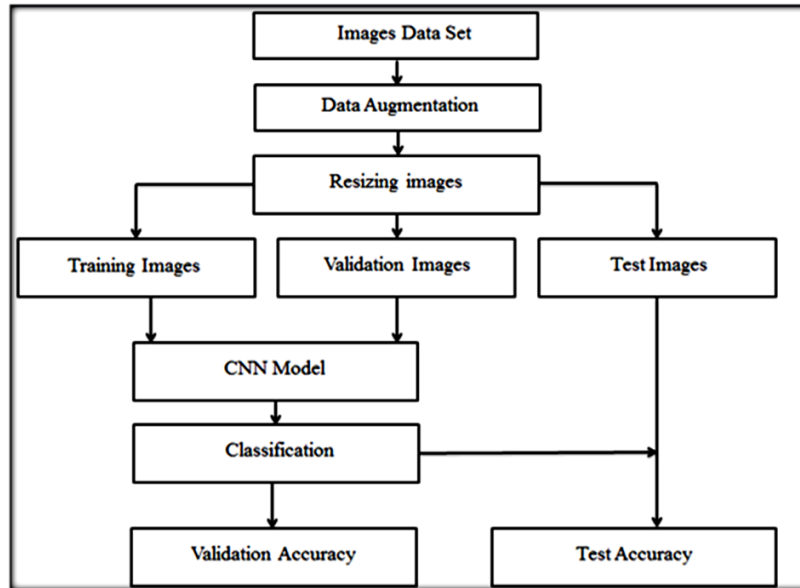 Images Data Set
Data Augmentation
Resizing images
Training Images
Validation Images
Test Images
CNN Model
Classification
Validation Accuracy
Test Accuracy